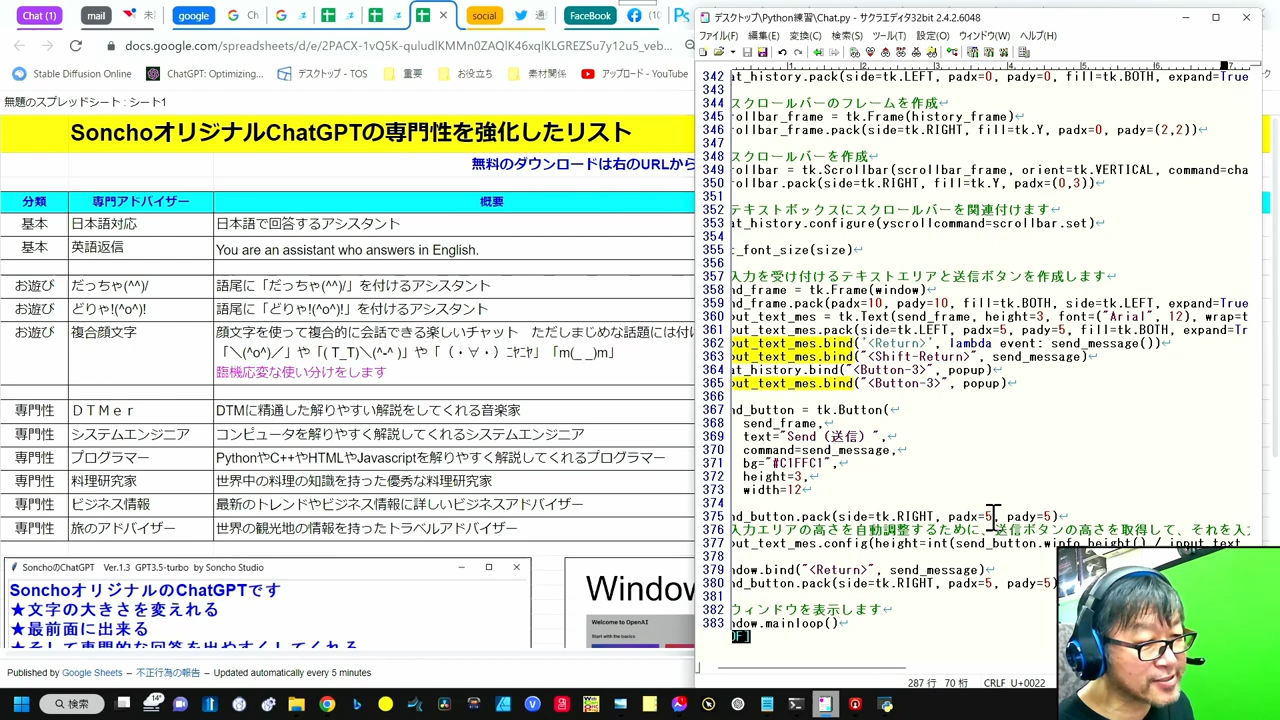 Chat (1)
未
mail
google
Ch
social
通
FaceBook
(10
デスクトップ\Python練習\Chat.py - サクラエディタ32bit 2.4.2.6048
ファイル(F) 編集(E) 変換(C) 検索(S) ツール(T) 設定(O) ウィンドウ(W) ヘルプ(H)
docs.google.com/spreadsheets/d/e/2PACX-1vQ5K-quludlKMMn0ZAQlK46xqlKLGREZSu7y12u5_veb...
Stable Diffusion Online
ChatGPT: Optimizing...
デスクトップ - TOS
重要
お役立ち
素材関係
アップロード - YouTube
無題のスプレッドシート : シート1
SonchoオリジナルChatGPTの専門性を強化したリスト
無料のダウンロードは右のURLから
分類 専門アドバイザー 概要
基本 日本語対応 日本語で回答するアシスタント
基本 英語返信 You are an assistant who answers in English.
お遊び だっちゃ(^^)/ 語尾に「だっちゃ(^^)/」を付けるアシスタント
お遊び どりゃ!(^o^)! 語尾に「どりゃ!(^o^)!」を付けるアシスタント
お遊び 複合顔文字 顔文字を使って複合的に会話できる楽しいチャット ただしまじめな話題には付け
「＼(^o^)／」や「( T_T)＼(^-^ )」や「（・∀・）ﾆﾔﾆﾔ」「m(_ _)m」
臨機応変な使い分けをします
専門性 ＤＴＭｅｒ DTMに精通した解りやすい解説をしてくれる音楽家
専門性 システムエンジニア コンピュータを解りやすく解説してくれるシステムエンジニア
専門性 プログラマー PythonやC++やHTMLやJavascriptを解りやすく解説してくれるプログラマー
専門性 料理研究家 世界中の料理の知識を持った優秀な料理研究家
専門性 ビジネス情報 最新のトレンドやビジネス情報に詳しいビジネスアドバイザー
専門性 旅のアドバイザー 世界の観光地の情報を持ったトラベルアドバイザー
SonchoのChatGPT Ver.1.3 GPT3.5-turbo by Soncho Studio
SonchoオリジナルのChatGPTです
★文字の大きさを変えれる
★最前面に出来る
★そして専門的な回答を出やすくしてくれる
Window
Welcome to OpenAI
Start with the basics
Published by Google Sheets – 不正行為の報告 – Updated automatically every 5 minutes
342 at_history.pack(side=tk.LEFT, padx=0, pady=0, fill=tk.BOTH, expand=True
343
344 スクロールバーのフレームを作成
345 rollbar_frame = tk.Frame(history_frame)
346 rollbar_frame.pack(side=tk.RIGHT, fill=tk.Y, padx=0, pady=(2,2))
347
348 スクロールバーを作成
349 rollbar = tk.Scrollbar(scrollbar_frame, orient=tk.VERTICAL, command=cha
350 rollbar.pack(side=tk.RIGHT, fill=tk.Y, padx=(0,3))
351
352 テキストボックスにスクロールバーを関連付けます
353 at_history.configure(yscrollcommand=scrollbar.set)
354
355 t_font_size(size)
356
357 入力を受け付けるテキストエリアと送信ボタンを作成します
358 nd_frame = tk.Frame(window)
359 nd_frame.pack(padx=10, pady=10, fill=tk.BOTH, side=tk.LEFT, expand=True
360 put_text_mes = tk.Text(send_frame, height=3, font=("Arial", 12), wrap=t
361 put_text_mes.pack(side=tk.LEFT, padx=5, pady=5, fill=tk.BOTH, expand=Tr
362 put_text_mes.bind('<Return>', lambda event: send_message())
363 put_text_mes.bind("<Shift-Return>", send_message)
364 at_history.bind("<Button-3>", popup)
365 put_text_mes.bind("<Button-3>", popup)
366
367 nd_button = tk.Button(
368 send_frame,
369 text="Send（送信）",
370 command=send_message,
371 bg="#C1FFC1",
372 height=3,
373 width=12
374
375 nd_button.pack(side=tk.RIGHT, padx=5, pady=5)
376 入力エリアの高さを自動調整するために、送信ボタンの高さを取得して、それを入
377 put_text_mes.config(height=int(send_button.winfo_height() / input_text
378
379 ndow.bind("<Return>", send_message)
380 nd_button.pack(side=tk.RIGHT, padx=5, pady=5)
381
382 ウィンドウを表示します
383 ndow.mainloop()
OF]
287 行 70 桁 CRLF U+0022
検索
14°